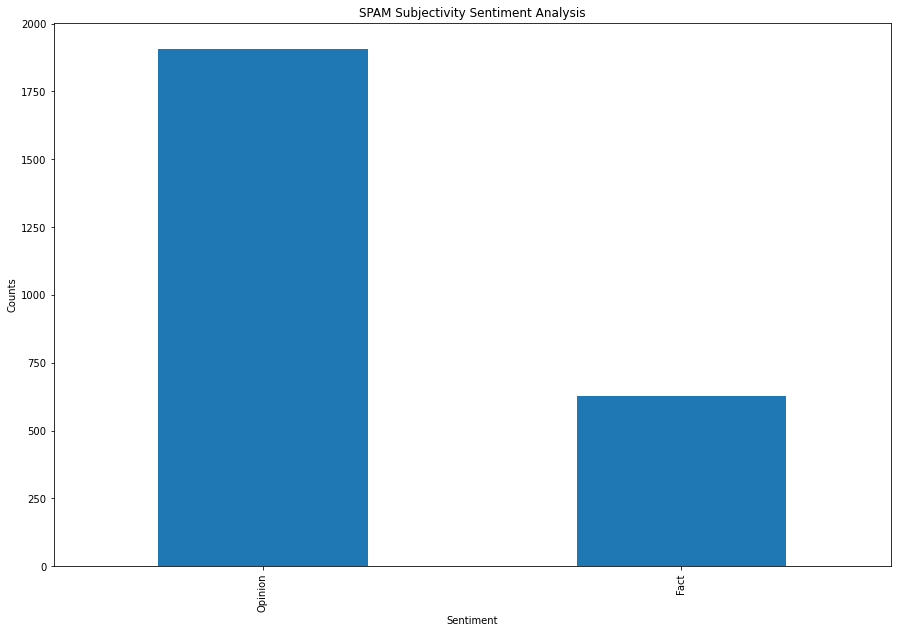 SPAM Subjectivity Sentiment Analysis
2000
1750
1500
1250
1000
750
500
250
0
Counts
Opinion
Fact
Sentiment